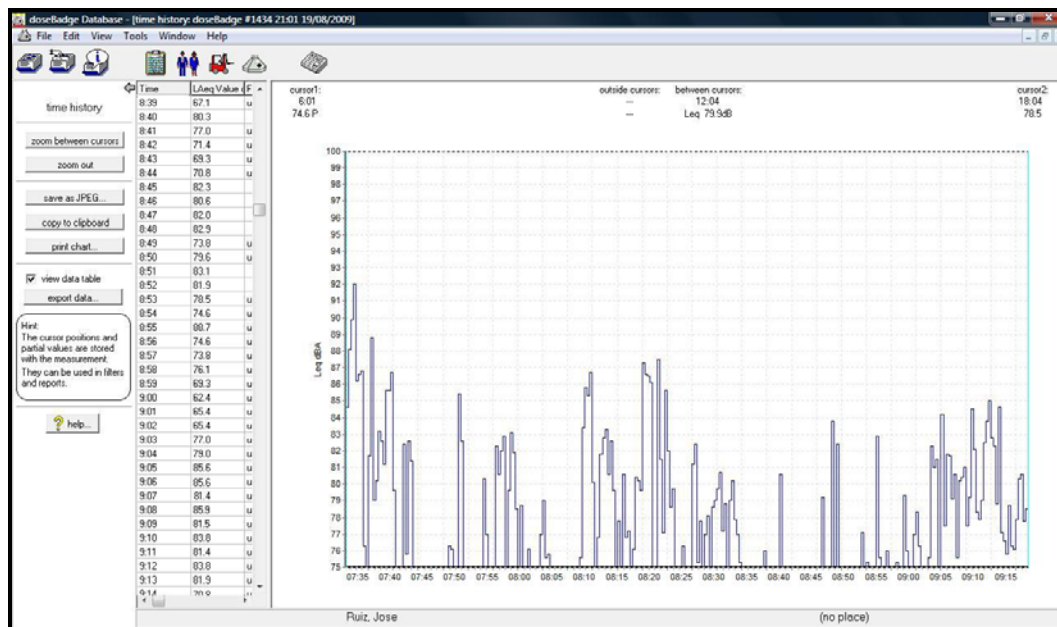 doseBadge Database - [time history: doseBadge #1434 21:01 19/08/2009]
File Edit View Tools Window Help
time history
zoom between cursors
zoom out
save as JPEG...
copy to clipboard
print chart...
view data table
export data...
Hint:
The cursor positions and
partial values are stored
with the measurement.
They can be used in filters
and reports.
help...
Time LAeq Value ( F
8:39 67.1 u
8:40 80.3
8:41 77.0 u
8:42 71.4 u
8:43 69.3 u
8:44 70.8 u
8:45 82.3
8:46 80.6
8:47 82.0
8:48 82.9
8:49 73.8 u
8:50 79.6 u
8:51 83.1
8:52 81.9
8:53 78.5 u
8:54 74.6 u
8:55 u
8:56 74.6 u
8:57 73.8 u
8:58 76.1 u
8:59 69.3 u
9:00 62.4 u
9:01 65.4 u
9:02 65.4 u
9:03 77.0 u
9:04 79.0 u
9:05 85.6 u
9:06 85.6 u
9:07 81.4 u
9:08 85.9 u
9:09 81.5 u
9:10 83.8 u
9:11 81.4 u
9:12 83.8 u
9:13 81.9 u
9:14
cursor1: outside cursors: between cursors: cursor2:
6:01 --- 12:04 18:04
74.6 P --- Leq 79.9dB 78.5
Leq dBA
100
99
98
97
96
95
94
93
92
91
90
89
88
87
86
85
84
83
82
81
80
79
78
77
76
75
07:35 07:40 07:45 07:50 07:55 08:00 08:05 08:10 08:15 08:20 08:25 08:30 08:35 08:40 08:45 08:50 08:55 09:00 09:05 09:10 09:15
Ruiz, Jose (no place)